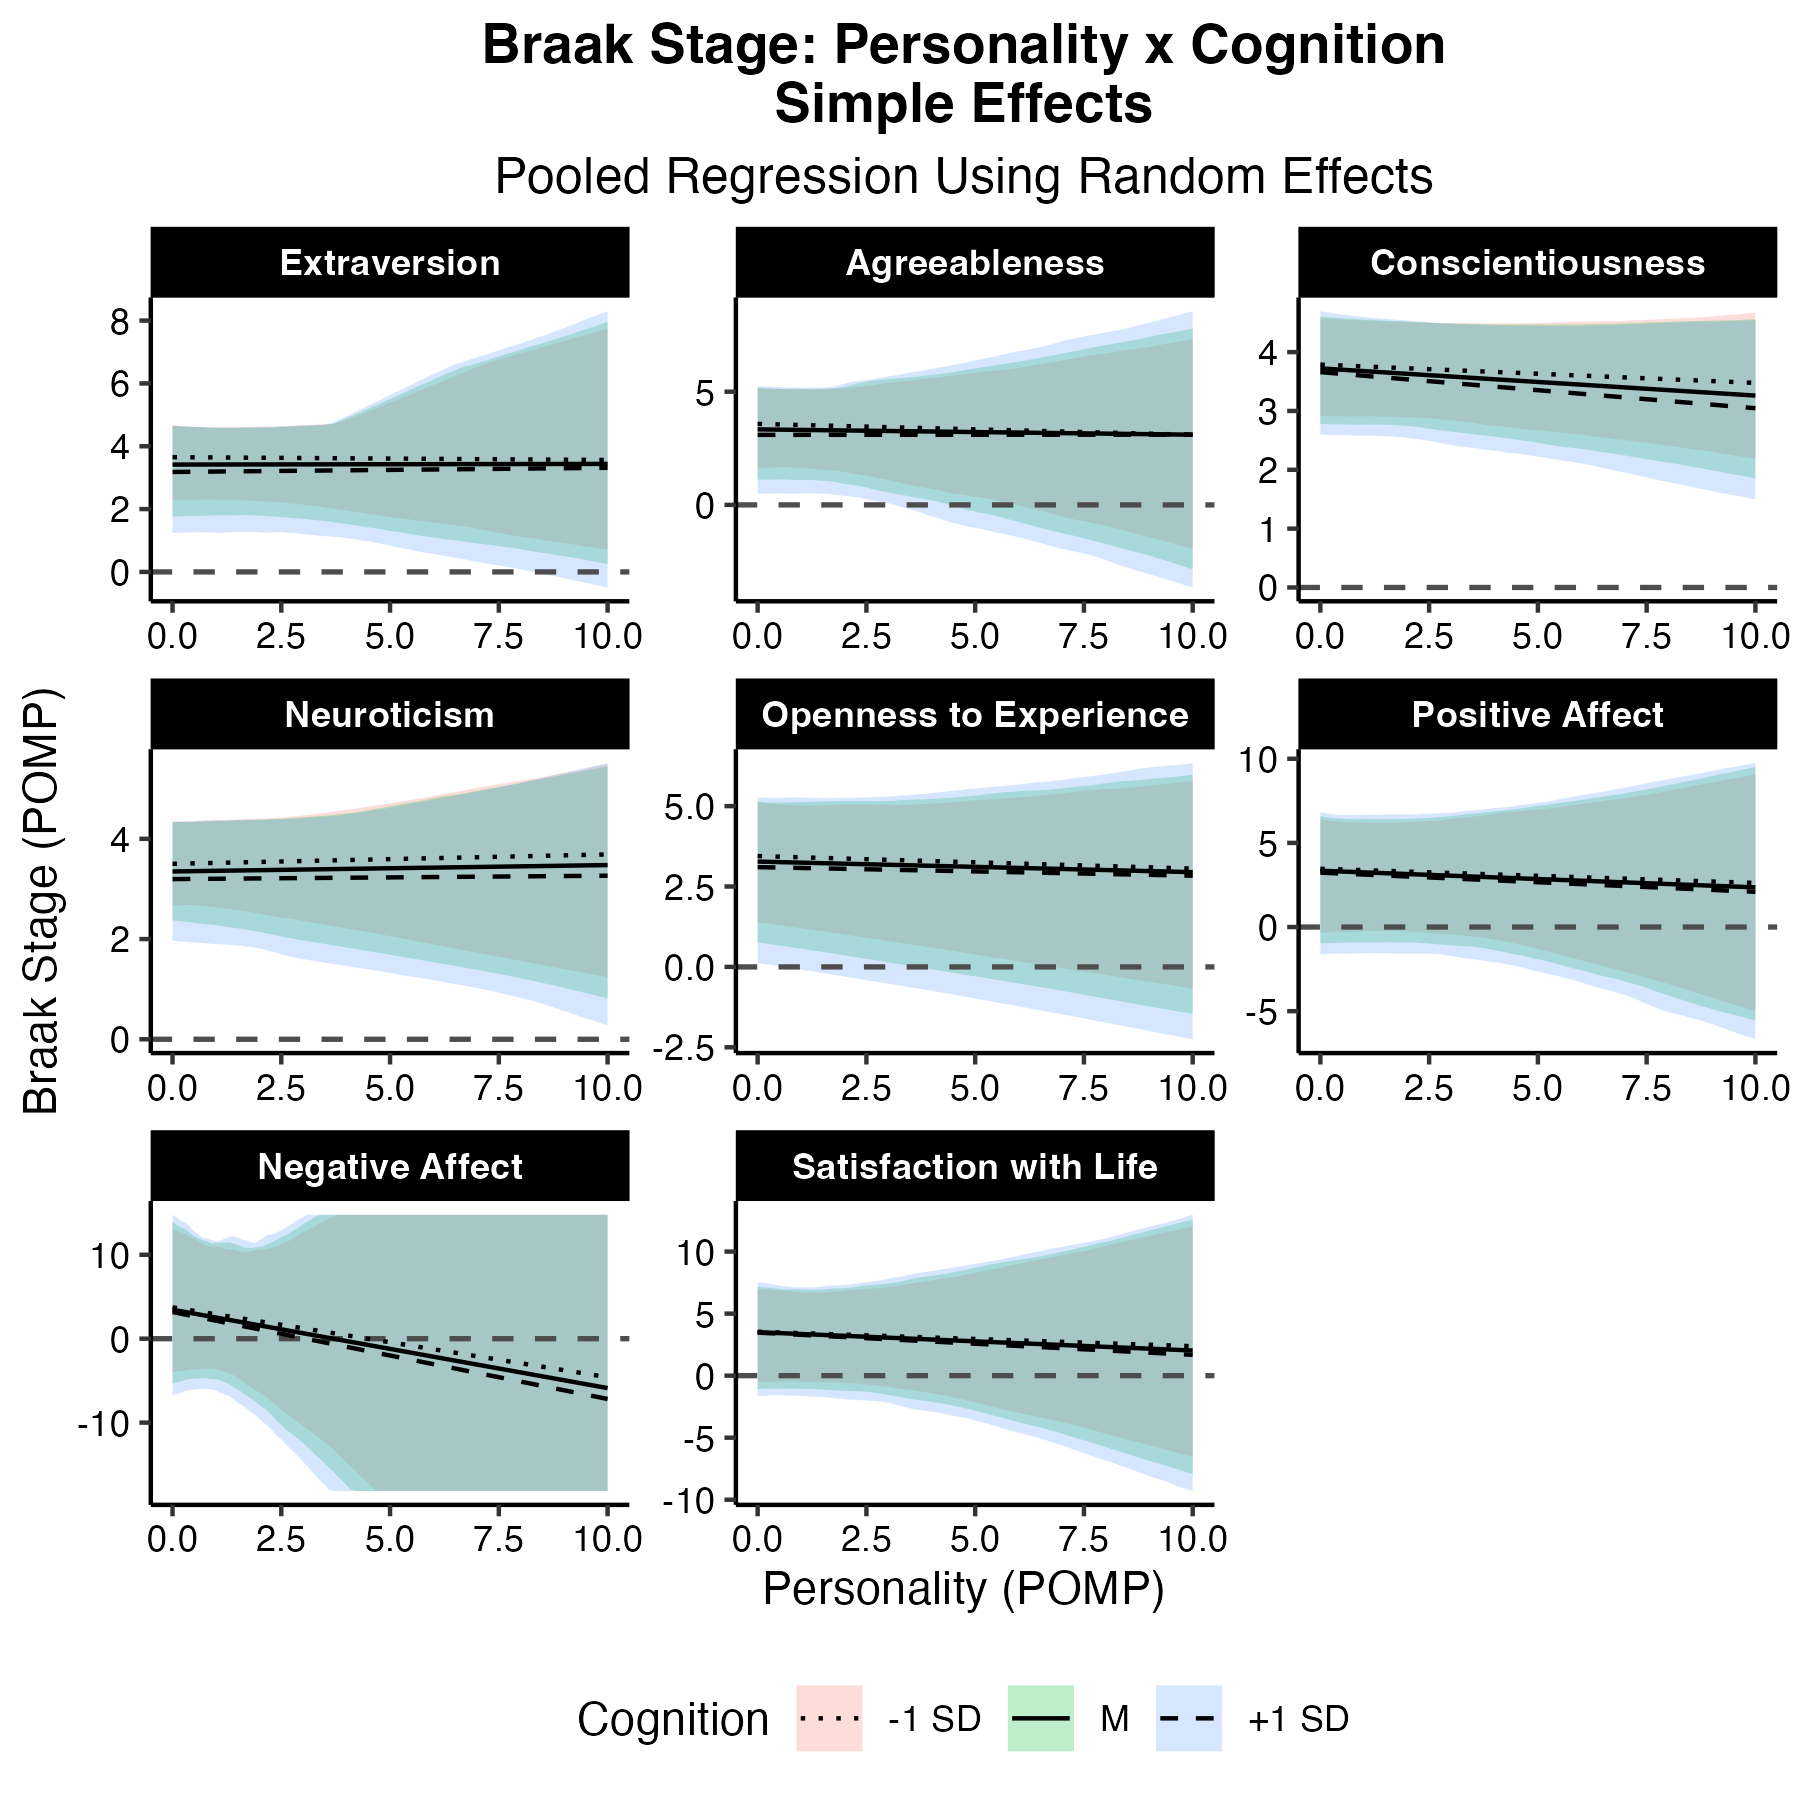 Braak Stage: Personality x Cognition
Simple Effects
Pooled Regression Using Random Effects
Extraversion
Agreeableness
Conscientiousness
8
6
4
2
0
5
0
4
3
2
1
0
0.0 2.5 5.0 7.5 10.0
0.0 2.5 5.0 7.5 10.0
0.0 2.5 5.0 7.5 10.0
Braak Stage (POMP)
Neuroticism
Openness to Experience
Positive Affect
4
2
0
5.0
2.5
0.0
-2.5
10
5
0
-5
0.0 2.5 5.0 7.5 10.0
0.0 2.5 5.0 7.5 10.0
0.0 2.5 5.0 7.5 10.0
Negative Affect
Satisfaction with Life
10
0
-10
10
5
0
-5
-10
0.0 2.5 5.0 7.5 10.0
0.0 2.5 5.0 7.5 10.0
Personality (POMP)
Cognition -1 SD M +1 SD